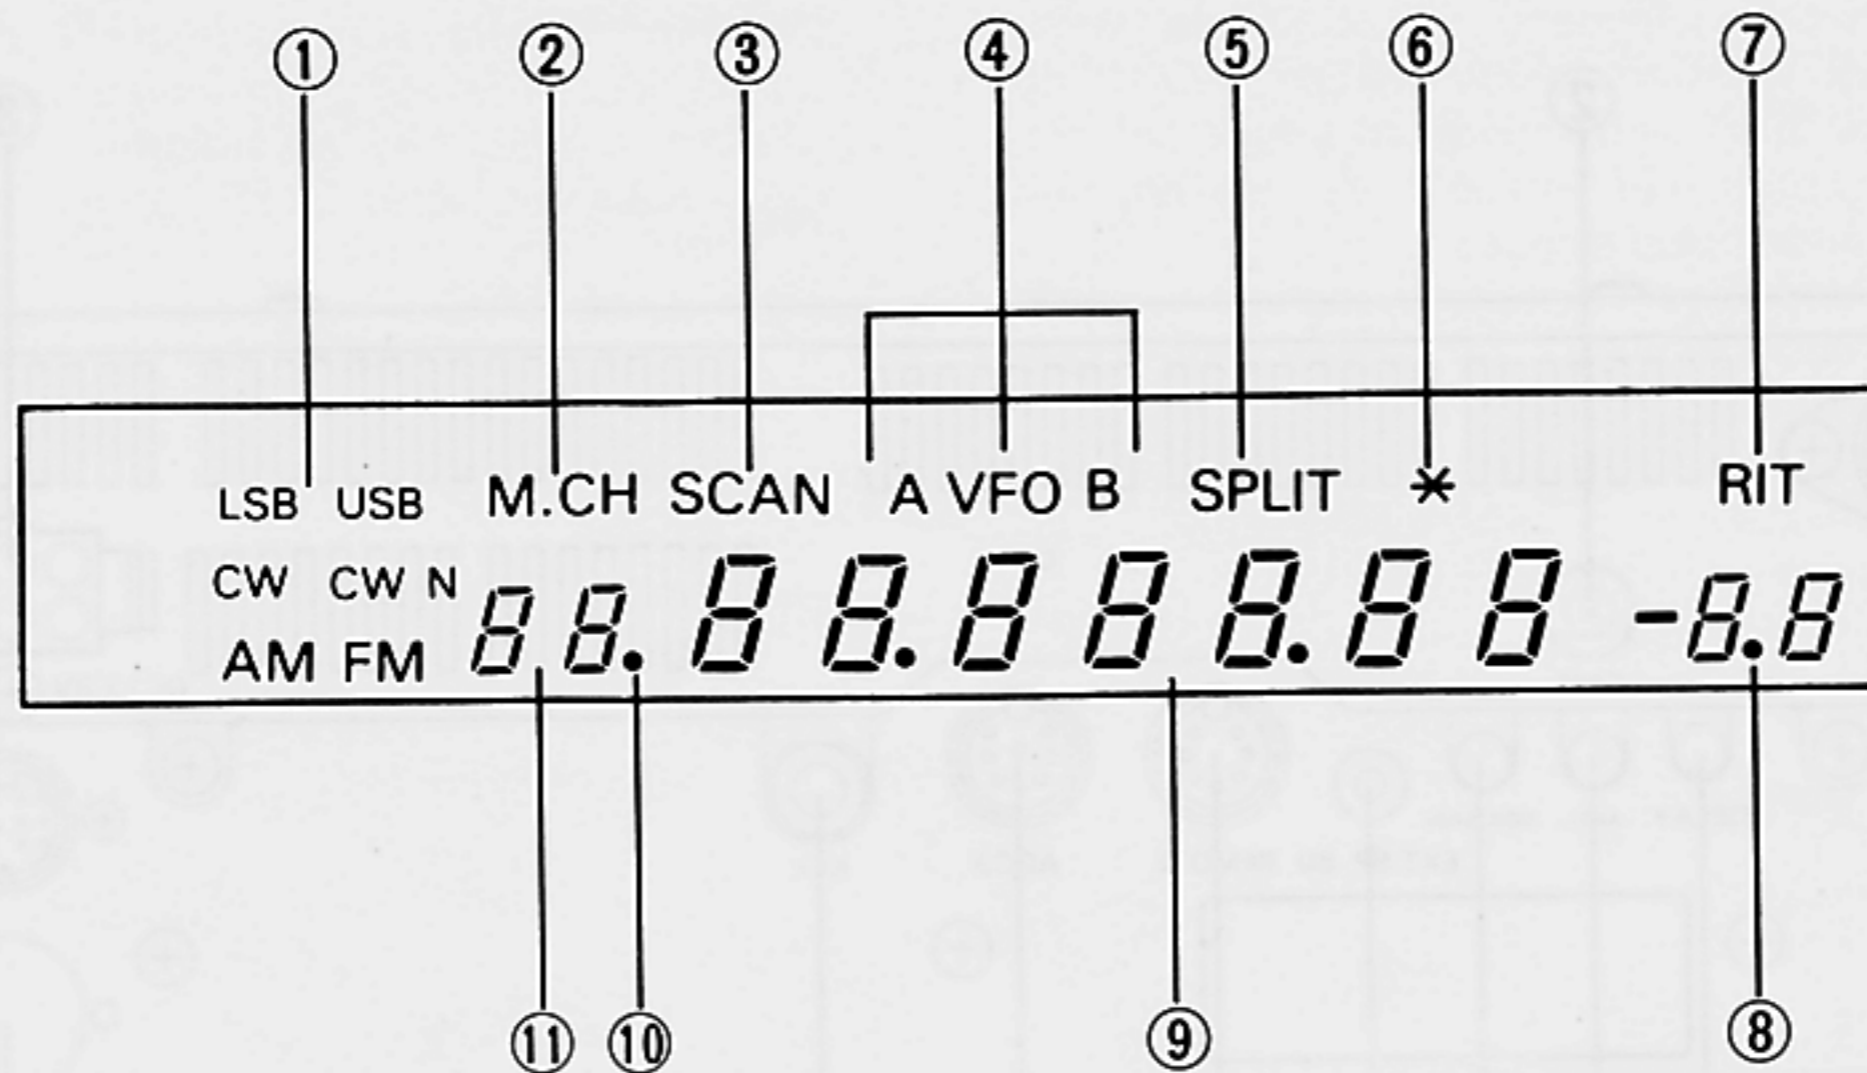 ① ② ③ ④ ⑤ ⑥ ⑦
LSB USB M.CH SCAN A VFO B SPLIT * RIT
CW CW N 88. 88.888.88 -8.8
AM FM
⑪ ⑩ ⑨ ⑧